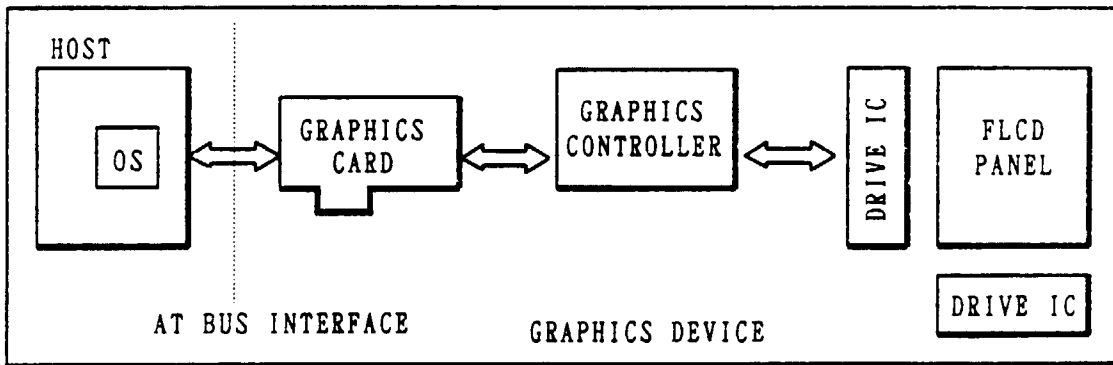 HOST
OS
GRAPHICS
CARD
GRAPHICS
CONTROLLER
DRIVE IC
FLCD
PANEL
DRIVE IC
AT BUS INTERFACE
GRAPHICS DEVICE